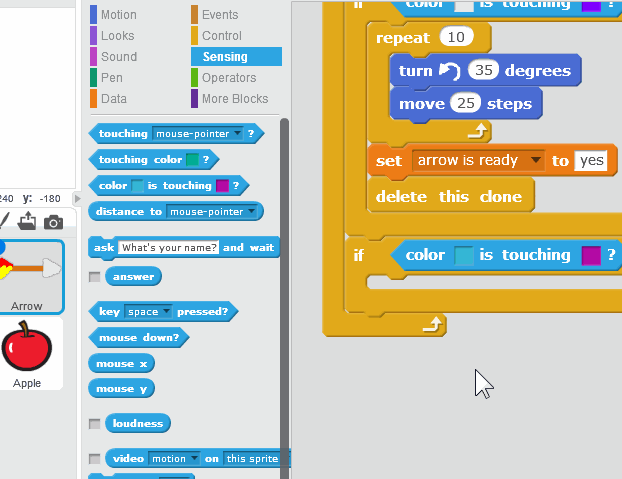 Motion
Events
Looks
Control
Sound
Sensing
Pen
Operators
Data
More Blocks
touching mouse-pointer ?
touching color ?
color is touching ?
distance to mouse-pointer
ask What's your name? and wait
answer
key space pressed?
mouse down?
mouse x
mouse y
loudness
video motion on this sprite
240 y: -180
Arrow
Apple
if color is touching
repeat 10
turn 35 degrees
move 25 steps
set arrow is ready to yes
delete this clone
if color is touching ?